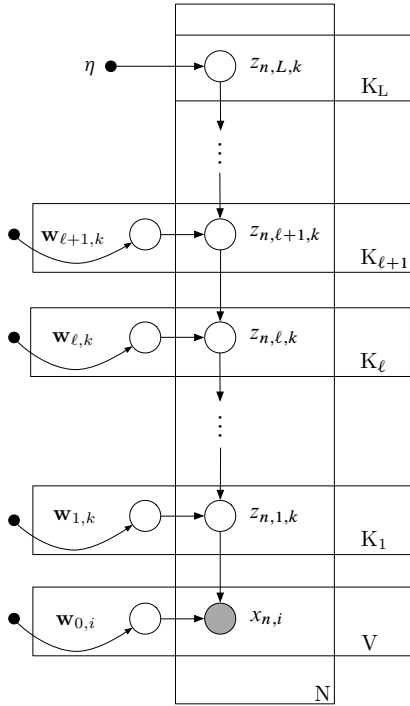 η z_{n,L,k}
K_L
⋮
w_{ℓ+1,k} z_{n,ℓ+1,k}
K_{ℓ+1}
w_{ℓ,k} z_{n,ℓ,k}
K_ℓ
⋮
w_{1,k} z_{n,1,k}
K_1
w_{0,i} x_{n,i}
V
N